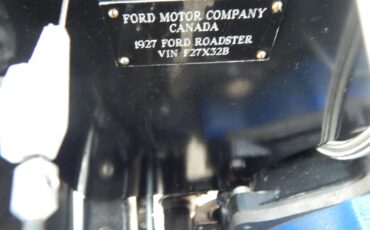 FORD MOTOR COMPANY
CANADA
1927 FORD ROADSTER
VIN F27X32B